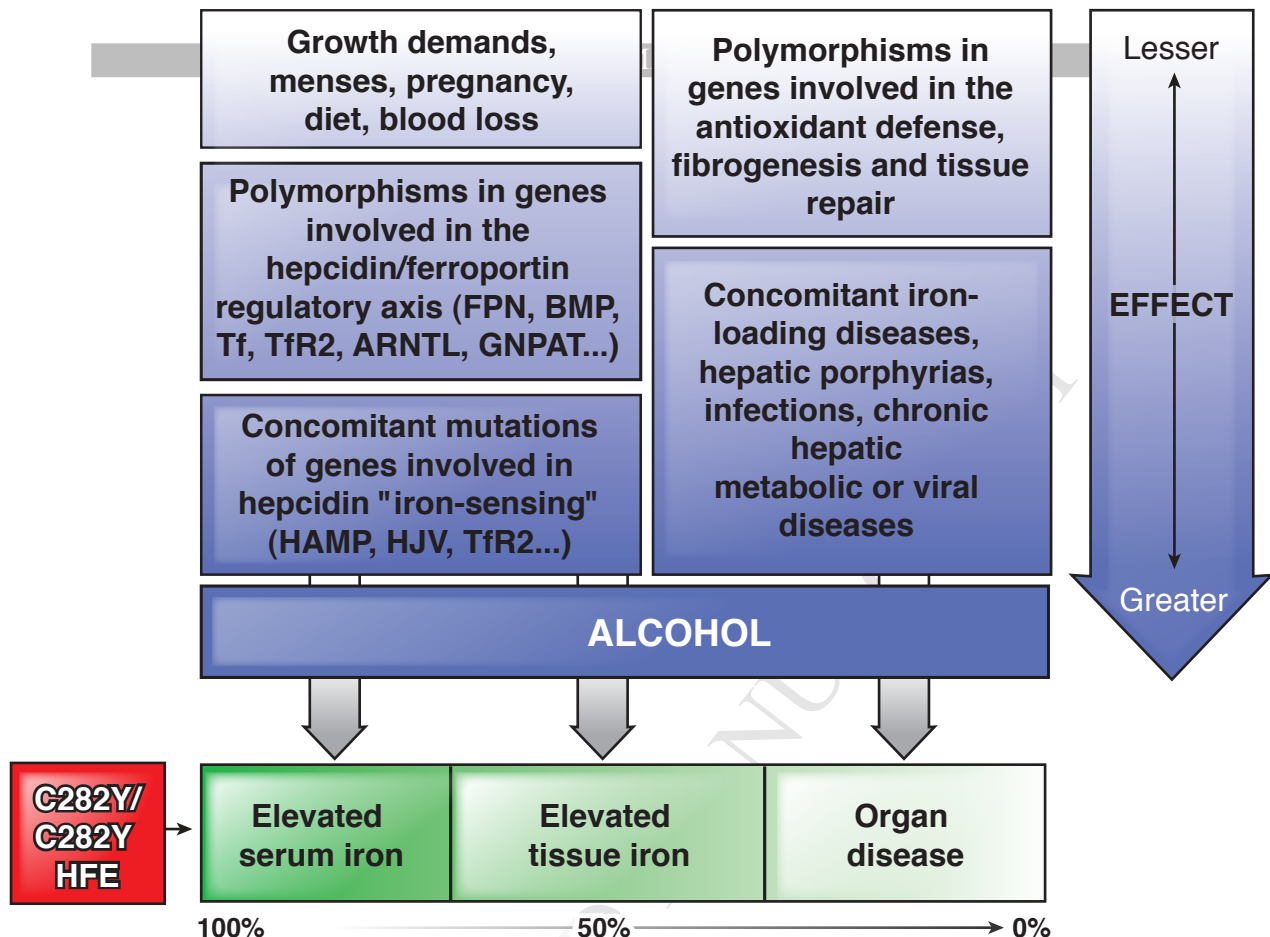 Growth demands,
menses, pregnancy,
diet, blood loss
Polymorphisms in genes
involved in the
hepcidin/ferroportin
regulatory axis (FPN, BMP,
Tf, TfR2, ARNTL, GNPAT...)
Concomitant mutations
of genes involved in
hepcidin "iron-sensing"
(HAMP, HJV, TfR2...)
Polymorphisms in
genes involved in the
antioxidant defense,
fibrogenesis and tissue
repair
Concomitant iron-
loading diseases,
hepatic porphyrias,
infections, chronic
hepatic
metabolic or viral
diseases
Lesser
EFFECT
Greater
ALCOHOL
C282Y/
C282Y
HFE
Elevated
serum iron
Elevated
tissue iron
Organ
disease
100%
50%
0%